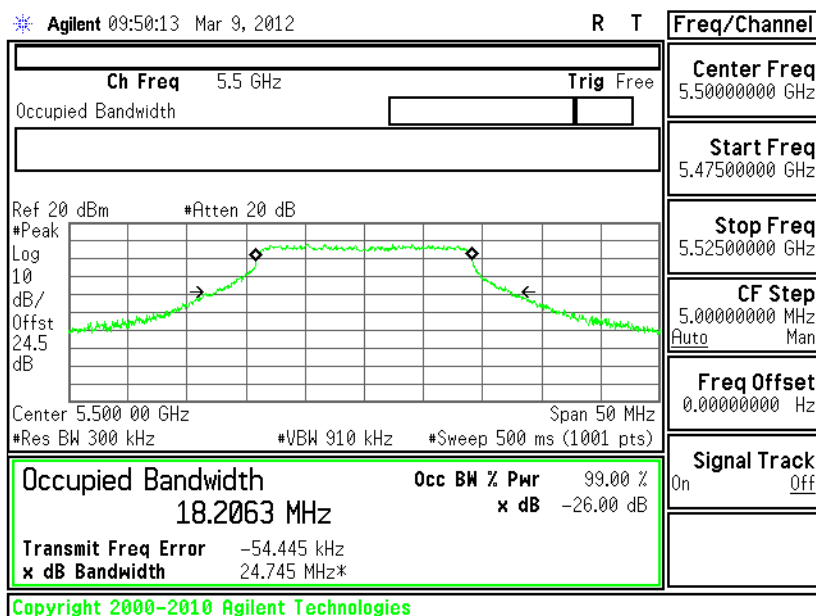 Agilent 09:50:13 Mar 9, 2012 R T
Ch Freq 5.5 GHz Trig Free
Occupied Bandwidth
Ref 20 dBm #Atten 20 dB
#Peak
Log
10
dB/
Offst
24.5
dB
Center 5.500 00 GHz Span 50 MHz
#Res BW 300 kHz #VBW 910 kHz #Sweep 500 ms (1001 pts)
Occupied Bandwidth Occ BW % Pwr 99.00 %
18.2063 MHz x dB -26.00 dB
Transmit Freq Error -54.445 kHz
x dB Bandwidth 24.745 MHz*
Copyright 2000-2010 Agilent Technologies
Freq/Channel
Center Freq
5.50000000 GHz
Start Freq
5.47500000 GHz
Stop Freq
5.52500000 GHz
CF Step
5.00000000 MHz
Auto Man
Freq Offset
0.00000000 Hz
Signal Track
On Off